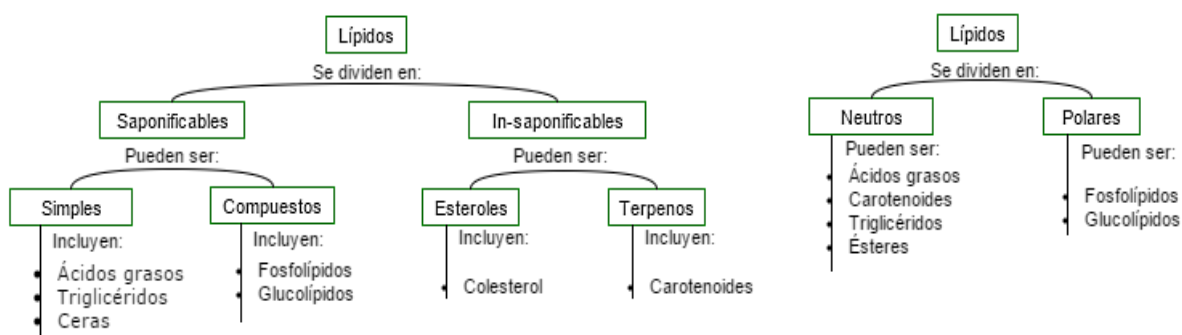 Lípidos
Se dividen en:
Saponificables
In-saponificables
Pueden ser:
Pueden ser:
Simples
Compuestos
Esteroles
Terpenos
Incluyen:
Incluyen:
Incluyen:
Incluyen:
Ácidos grasos
Triglicéridos
Ceras
Fosfolípidos
Glucolípidos
Colesterol
Carotenoides
Lípidos
Se dividen en:
Neutros
Polares
Pueden ser:
Ácidos grasos
Carotenoides
Triglicéridos
Ésteres
Pueden ser:
Fosfolípidos
Glucolípidos